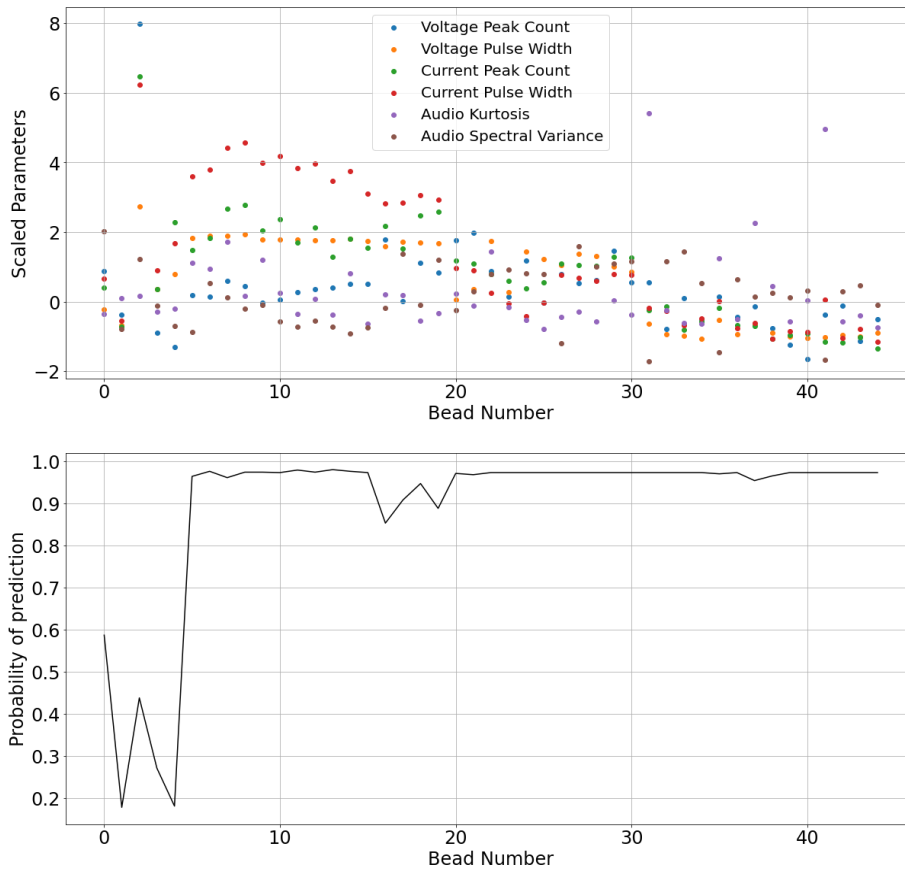 8
6
4
2
0
−2
Scaled Parameters
Voltage Peak Count
Voltage Pulse Width
Current Peak Count
Current Pulse Width
Audio Kurtosis
Audio Spectral Variance
0 10 20 30 40
Bead Number
1.0
0.9
0.8
0.7
0.6
0.5
0.4
0.3
0.2
Probability of prediction
0 10 20 30 40
Bead Number